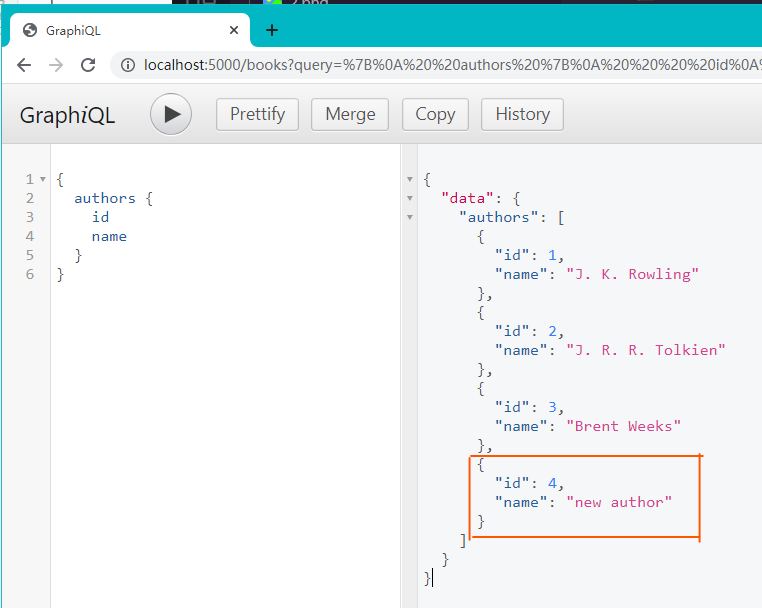 GraphiQL
localhost:5000/books?query=%7B%0A%20%20authors%20%7B%0A%20%20%20%20id%0A%
GraphiQL
Prettify
Merge
Copy
History
1 {
2 authors {
3 id
4 name
5 }
6 }
{
"data": {
"authors": [
{
"id": 1,
"name": "J. K. Rowling"
},
{
"id": 2,
"name": "J. R. R. Tolkien"
},
{
"id": 3,
"name": "Brent Weeks"
},
{
"id": 4,
"name": "new author"
}
]
}
}